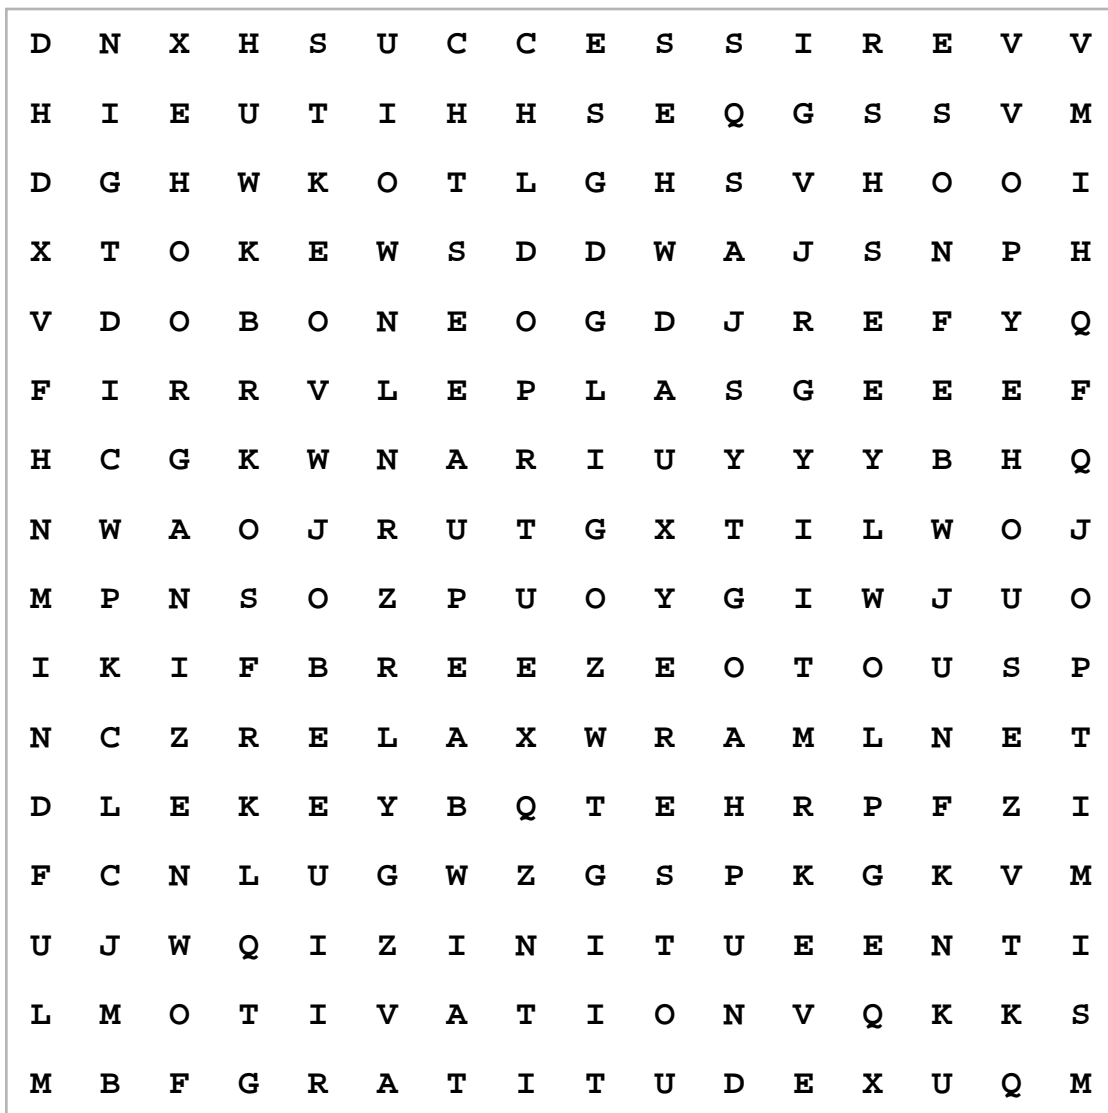 D N X H S U C C E S S I R E V V
H I E U T I H H S E Q G S S V M
D G H W K O T L G H S V H O O I
X T O K E W S D D W A J S N P H
V D O B O N E O G D J R E F Y Q
F I R R V L E P L A S G E E E F
H C G K W N A R I U Y Y Y B H Q
N W A O J R U T G X T I L W O J
M P N S O Z P U O Y G I W J U O
I K I F B R E E Z E O T O U S P
N C Z R E L A X W R A M L N E T
D L E K E Y B Q T E H R P F Z I
F C N L U G W Z G S P K G K V M
U J W Q I Z I N I T U E E N T I
L M O T I V A T I O N V Q K K S
M B F G R A T I T U D E X U Q M